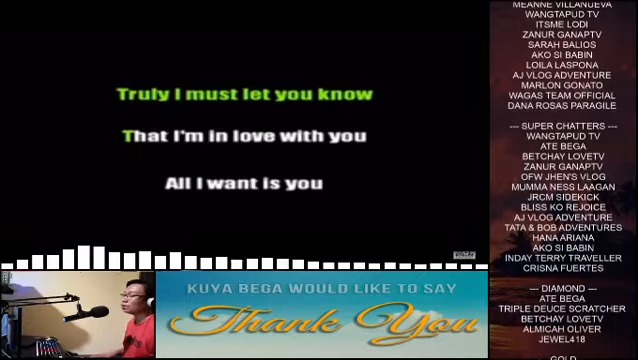 Truly I must let you know
That I'm in love with you
All I want is you
KUYA BEGA WOULD LIKE TO SAY
Thank You
MEANNE VILLANUEVA
WANGTAPUD TV
ITSME LODI
ZANUR GANAPTV
SARAH BALIOS
AKO SI BABIN
LOILA LASPONA
AJ VLOG ADVENTURE
MARLON GONATO
WAGAS TEAM OFFICIAL
DANA ROSAS PARAGILE
--- SUPER CHATTERS ---
WANGTAPUD TV
ATE BEGA
BETCHAY LOVETV
ZANUR GANAPTV
OFW JHEN'S VLOG
MUMMA NESS LAAGAN
JRCM SIDEKICK
BLISS KO REJOICE
AJ VLOG ADVENTURE
TATA & BOB ADVENTURES
HANA ARIANA
AKO SI BABIN
INDAY TERRY TRAVELLER
CRISNA FUERTES
--- DIAMOND ---
ATE BEGA
TRIPLE DEUCE SCRATCHER
BETCHAY LOVETV
ALMICAH OLIVER
JEWEL418
GOLD